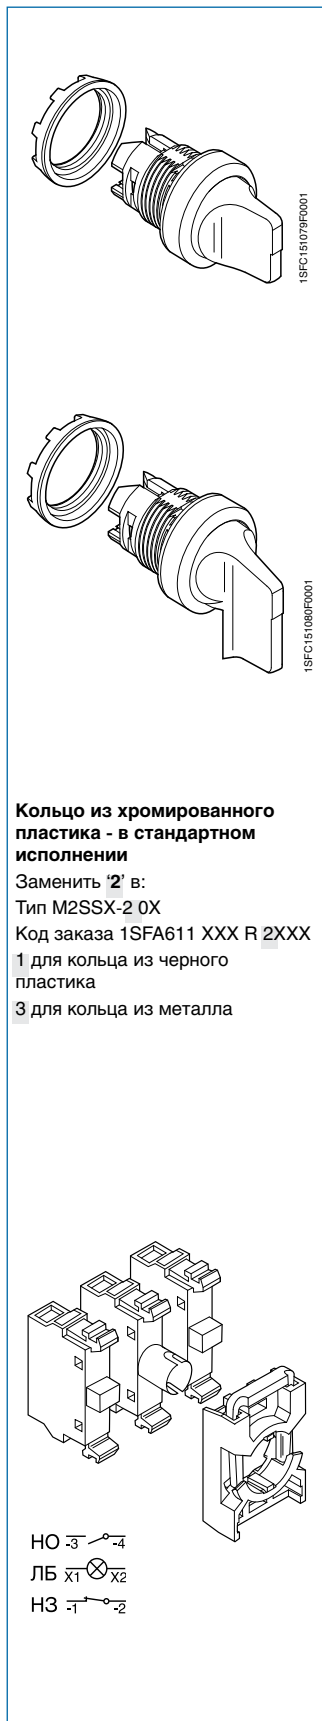 1SFC151079F0001
1SFC151080F0001
Кольцо из хромированного
пластика - в стандартном
исполнении
Заменить ‘2’ в:
Тип M2SSX-2 0X
Код заказа 1SFA611 XXX R 2XXX
1 для кольца из черного
пластика
3 для кольца из металла
НО -3 -4
ЛБ X1 X2
НЗ -1 -2